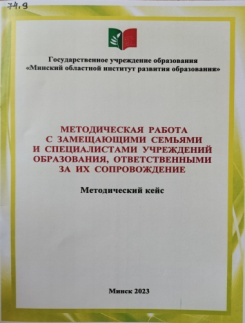 74.9
Государственное учреждение образования
«Минский областной институт развития образования»
МЕТОДИЧЕСКАЯ РАБОТА
С ЗАМЕЩАЮЩИМИ СЕМЬЯМИ
И СПЕЦИАЛИСТАМИ УЧРЕЖДЕНИЙ
ОБРАЗОВАНИЯ, ОТВЕТСТВЕННЫМИ
ЗА ИХ СОПРОВОЖДЕНИЕ
Методический кейс
Минск 2023